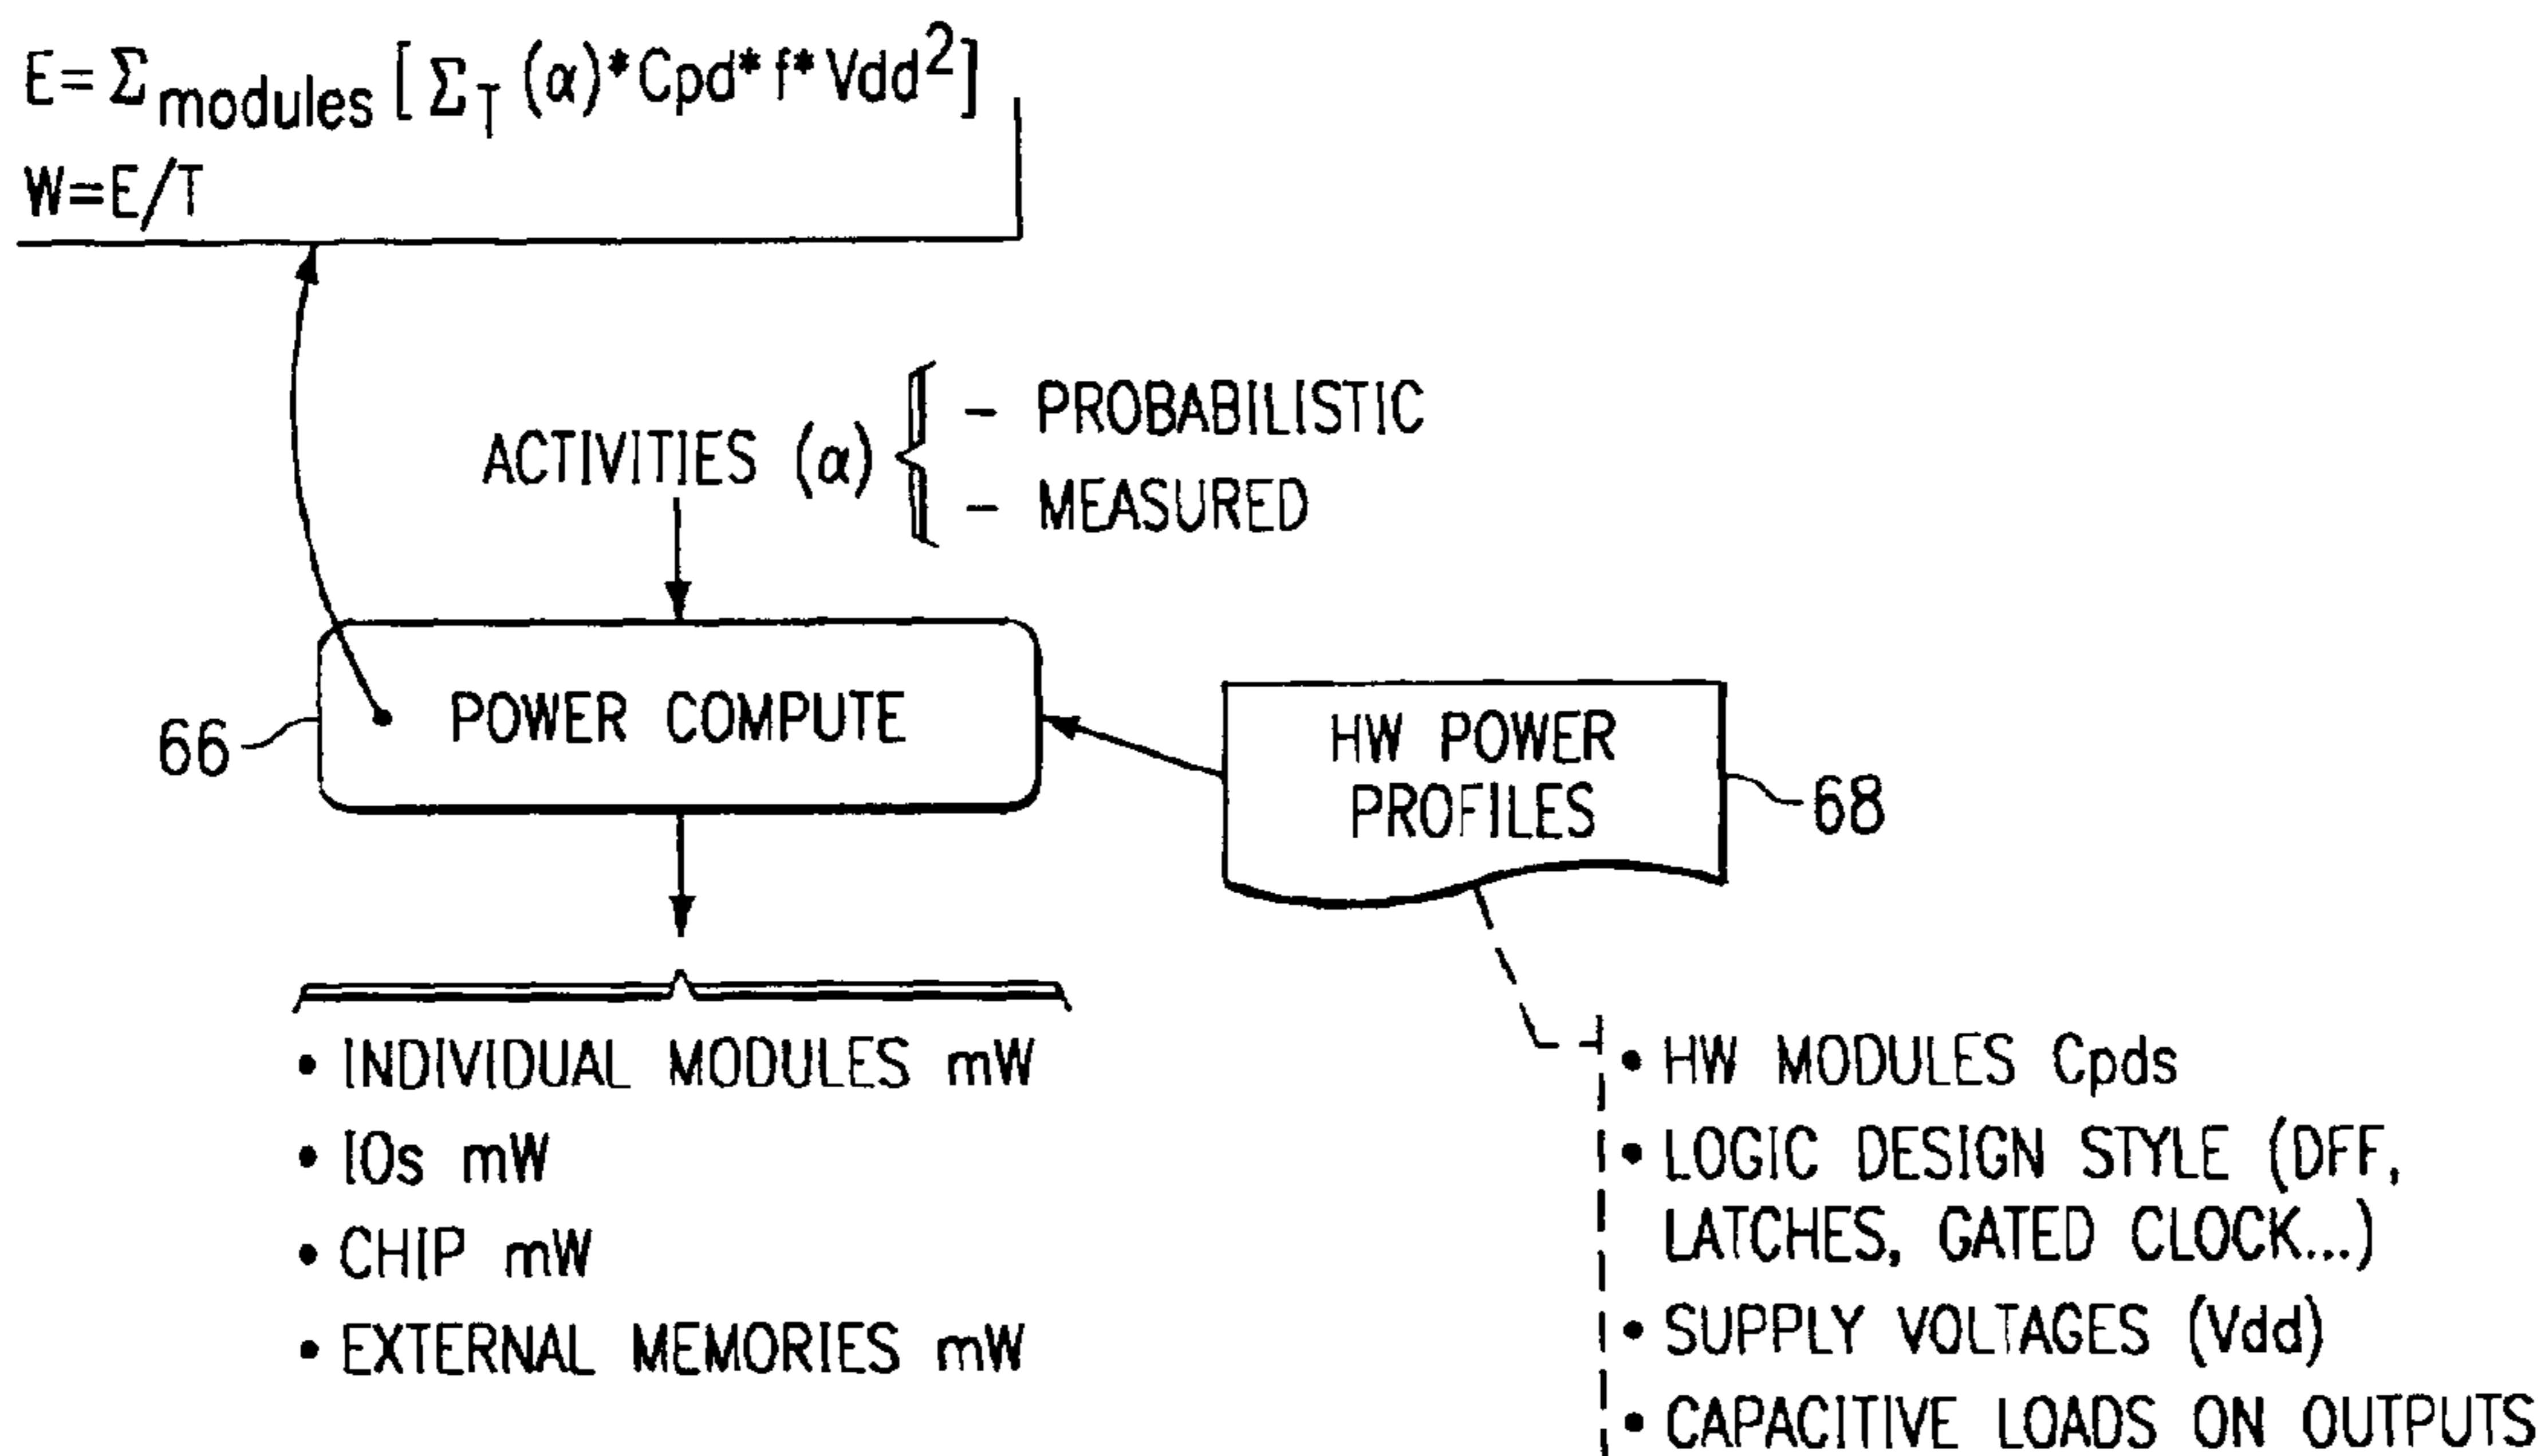 E=Σmodules [ΣT (α)*Cpd*f*Vdd²]
W=E/T
ACTIVITIES (α)
- PROBABILISTIC
- MEASURED
66
POWER COMPUTE
HW POWER
PROFILES
68
• INDIVIDUAL MODULES mW
• IOs mW
• CHIP mW
• EXTERNAL MEMORIES mW
• HW MODULES Cpds
• LOGIC DESIGN STYLE (DFF,
LATCHES, GATED CLOCK...)
• SUPPLY VOLTAGES (Vdd)
• CAPACITIVE LOADS ON OUTPUTS